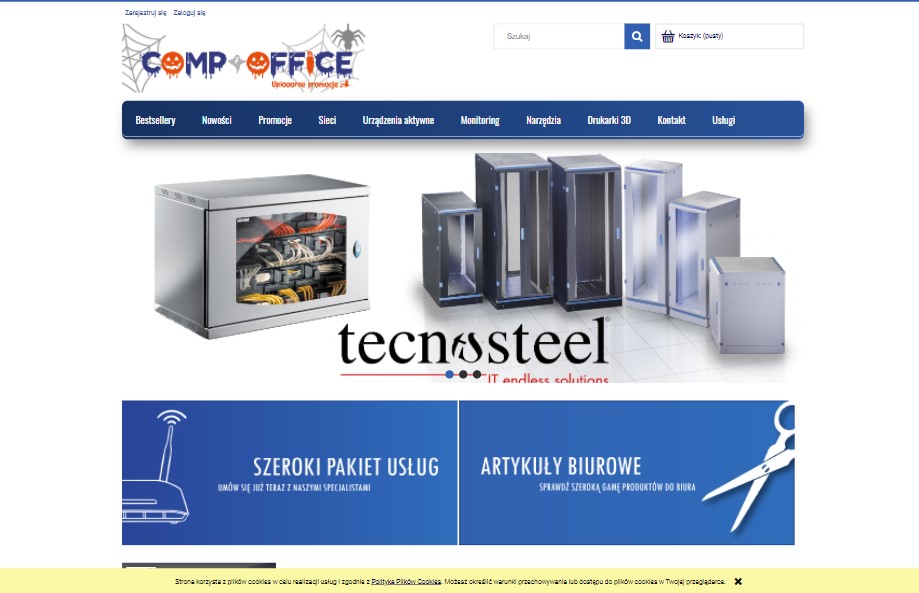 Zarejestruj się Zaloguj się
COMP OFFICE
Upiooorne promocje
Szukaj
Koszyk: (pusty)
Bestsellery Nowości Promocje Sieci Urządzenia aktywne Monitoring Narzędzia Drukarki 3D Kontakt Usługi
tecnosteel
IT endless solutions
SZEROKI PAKIET USŁUG
UMÓW SIĘ JUŻ TERAZ Z NASZYMI SPECJALISTAMI
ARTYKUŁY BIUROWE
SPRAWDŹ SZEROKĄ GAMĘ PRODUKTÓW DO BIURA
Strona korzysta z plików cookies w celu realizacji usług i zgodnie z Polityką Plików Cookies. Możesz określić warunki przechowywania lub dostępu do plików cookies w Twojej przeglądarce.